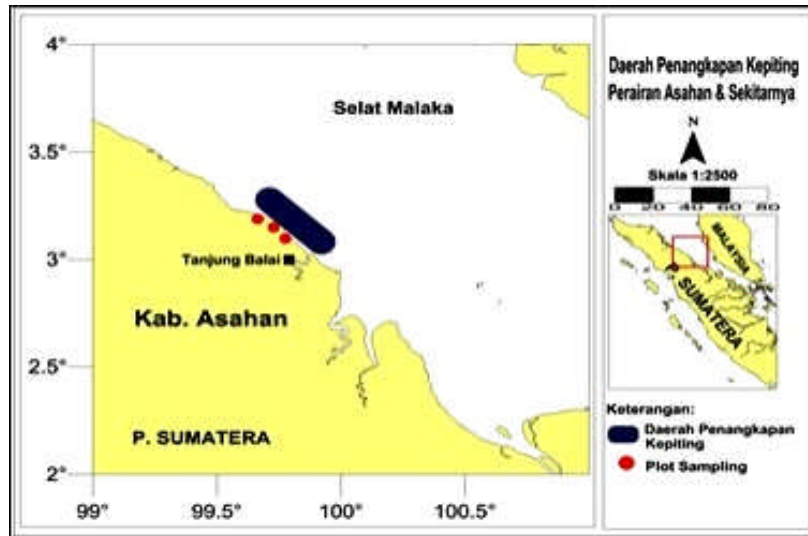 4°
3.5°
3°
2.5°
2°
99°
99.5°
100°
100.5°
Selat Malaka
Tanjung Balai
Kab. Asahan
P. SUMATERA
Daerah Penangkapan Kepiting
Perairan Asahan & Sekitarnya
N
Skala 1:2500
0 20 40 60 80
MALAYSIA
P. SUMATERA
Keterangan:
Daerah Penangkapan
Kepiting
Plot Sampling